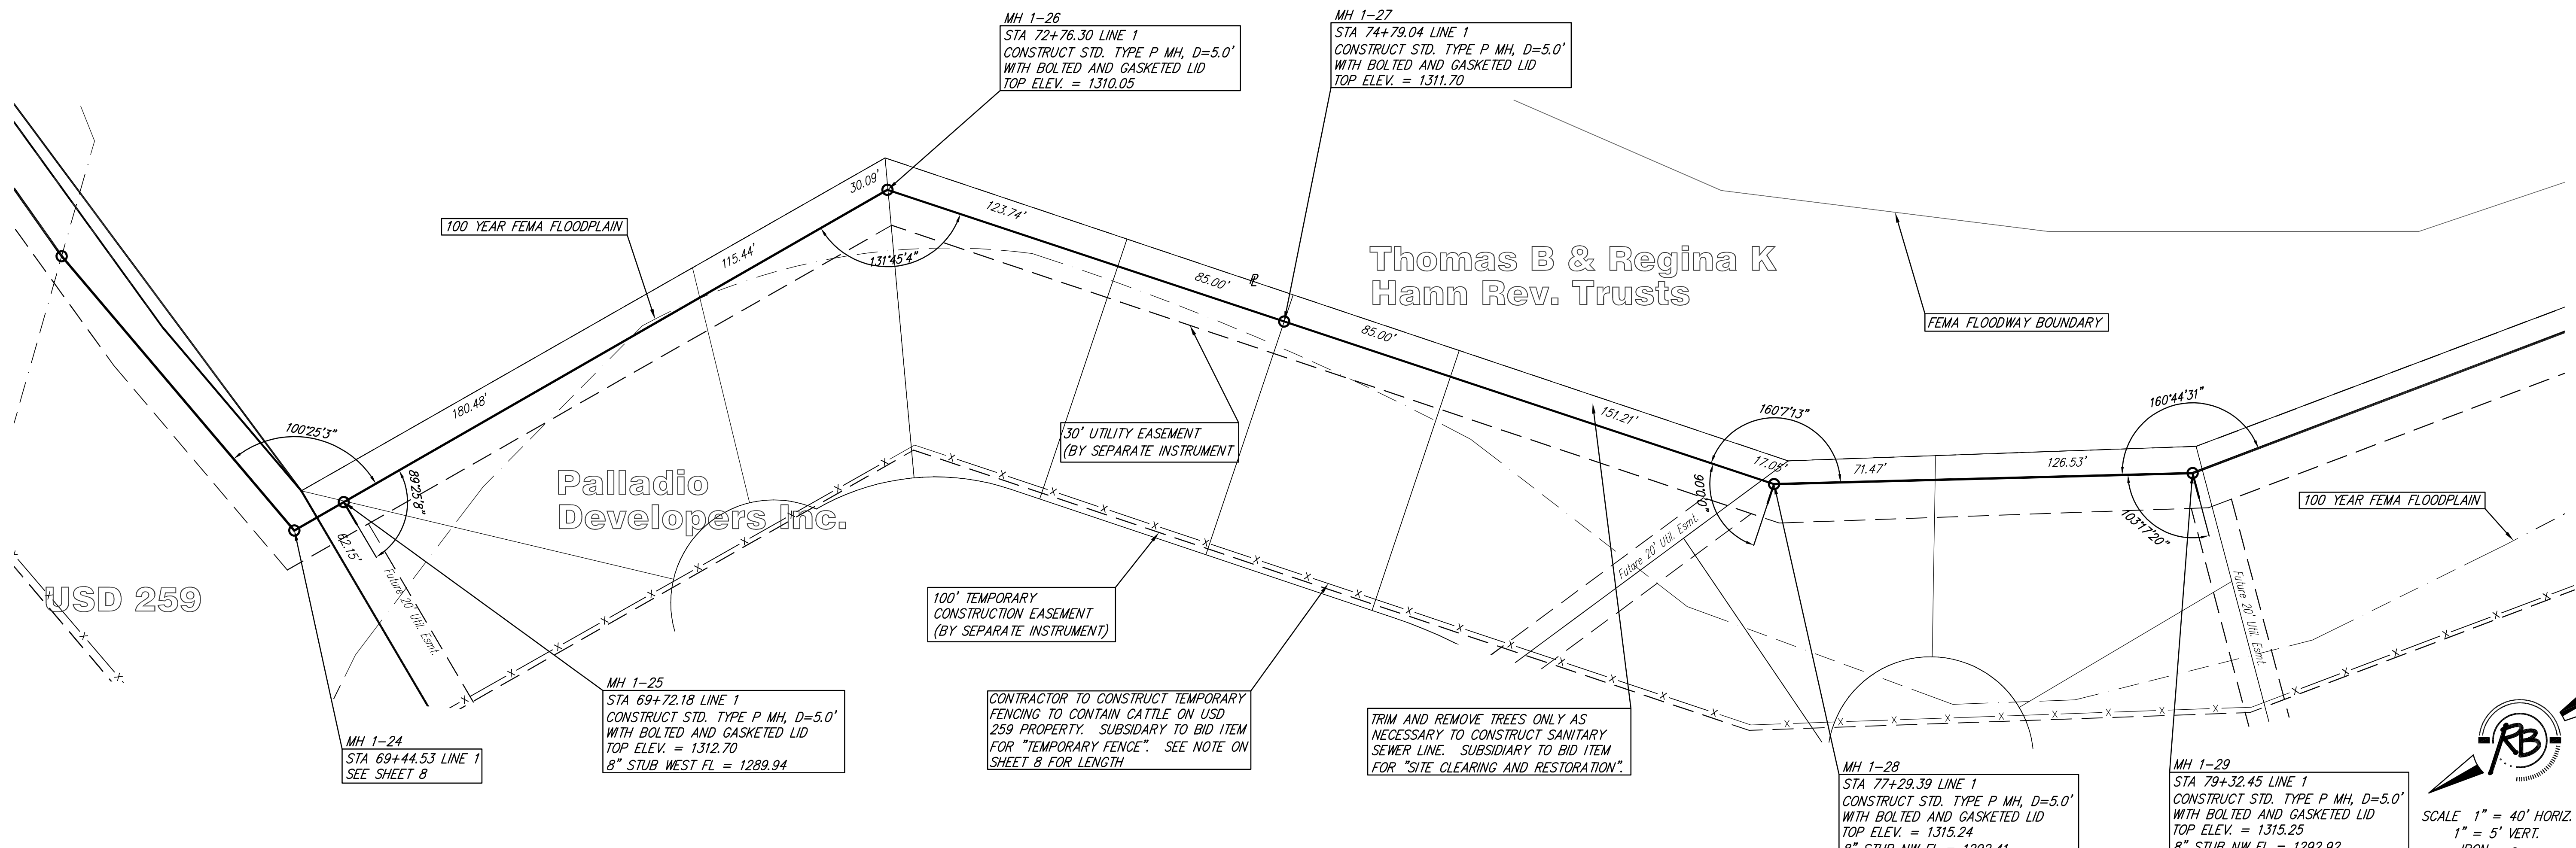 MH 1-26
STA 72+76.30 LINE 1
CONSTRUCT STD. TYPE P MH, D=5.0'
WITH BOLTED AND GASKETED LID
TOP ELEV. = 1310.05
MH 1-27
STA 74+79.04 LINE 1
CONSTRUCT STD. TYPE P MH, D=5.0'
WITH BOLTED AND GASKETED LID
TOP ELEV. = 1311.70
100 YEAR FEMA FLOODPLAIN
30.09'
115.44'
131°45'4"
123.74'
85.00'
Thomas B & Regina K
Hann Rev. Trusts
85.00'
FEMA FLOODWAY BOUNDARY
180.48'
100°25'3"
89°25'8"
62.15'
Future 20' Util. Esmt.
Palladio
Developers Inc.
30' UTILITY EASEMENT
(BY SEPARATE INSTRUMENT
151.21'
160°7'13"
17.05'
71.47'
126.53'
160°44'31"
90°0'0"
103°17'20"
Future 20' Util. Esmt.
Future 20' Util. Esmt.
100 YEAR FEMA FLOODPLAIN
USD 259
100' TEMPORARY
CONSTRUCTION EASEMENT
(BY SEPARATE INSTRUMENT)
MH 1-24
STA 69+44.53 LINE 1
SEE SHEET 8
MH 1-25
STA 69+72.18 LINE 1
CONSTRUCT STD. TYPE P MH, D=5.0'
WITH BOLTED AND GASKETED LID
TOP ELEV. = 1312.70
8" STUB WEST FL = 1289.94
CONTRACTOR TO CONSTRUCT TEMPORARY
FENCING TO CONTAIN CATTLE ON USD
259 PROPERTY. SUBSIDARY TO BID ITEM
FOR "TEMPORARY FENCE". SEE NOTE ON
SHEET 8 FOR LENGTH
TRIM AND REMOVE TREES ONLY AS
NECESSARY TO CONSTRUCT SANITARY
SEWER LINE. SUBSIDIARY TO BID ITEM
FOR "SITE CLEARING AND RESTORATION".
MH 1-28
STA 77+29.39 LINE 1
CONSTRUCT STD. TYPE P MH, D=5.0'
WITH BOLTED AND GASKETED LID
TOP ELEV. = 1315.24
8" STUB NW FL =
MH 1-29
STA 79+32.45 LINE 1
CONSTRUCT STD. TYPE P MH, D=5.0'
WITH BOLTED AND GASKETED LID
TOP ELEV. = 1315.25
8" STUB NW FL = 1292.92
RB
SCALE 1" = 40' HORIZ.
1" = 5' VERT.